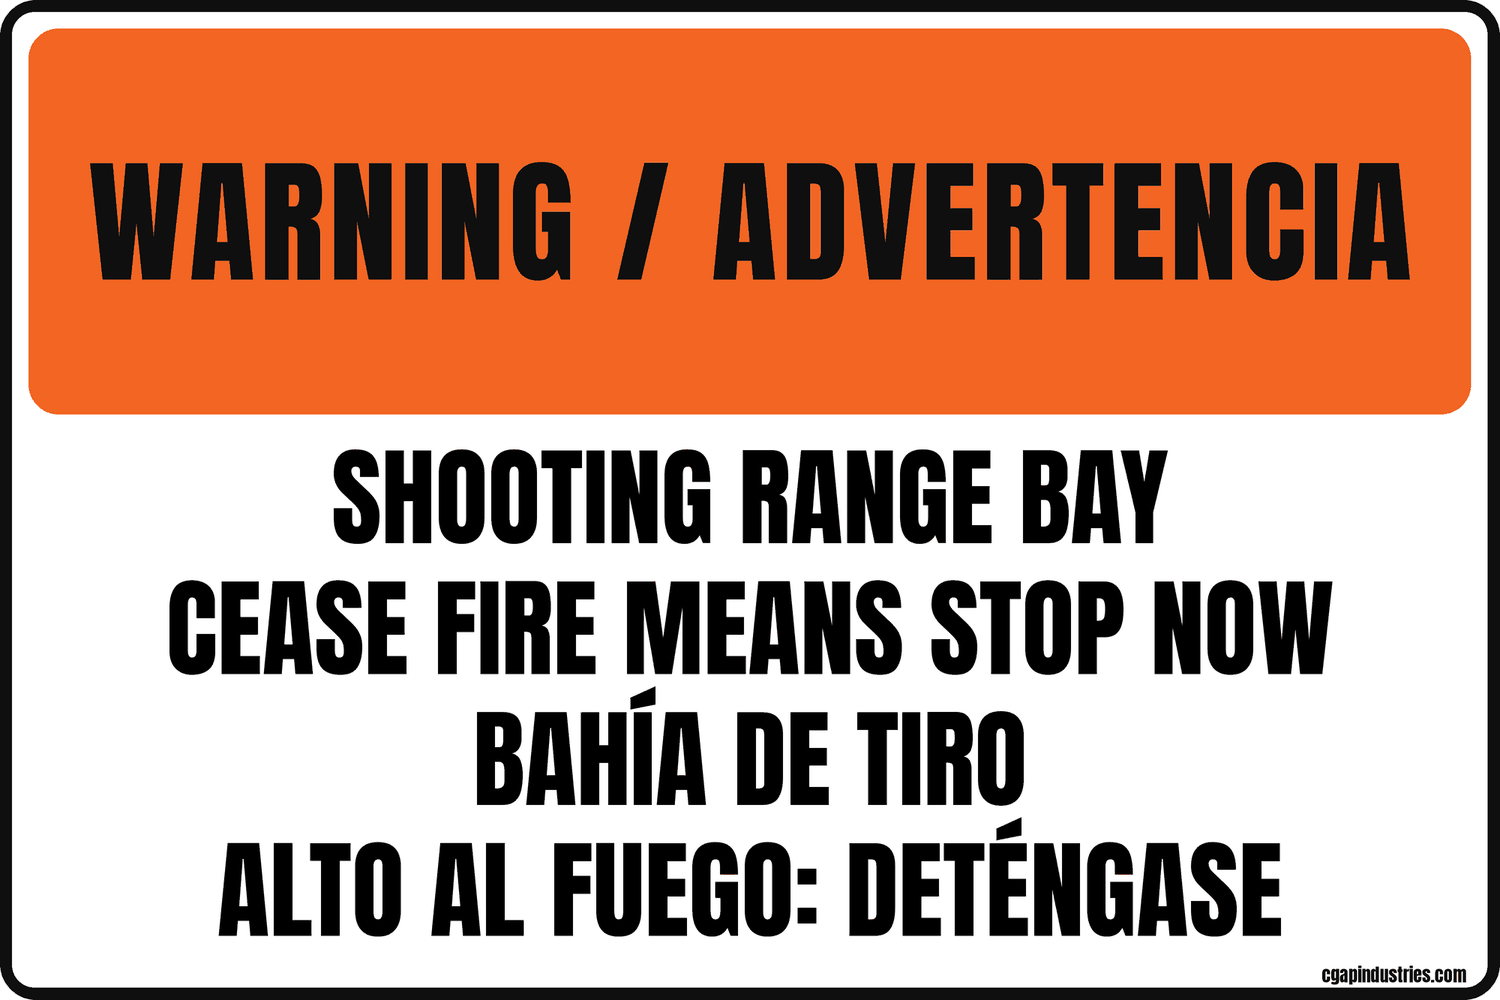 WARNING / ADVERTENCIA
SHOOTING RANGE BAY
CEASE FIRE MEANS STOP NOW
BAHÍA DE TIRO
ALTO AL FUEGO: DETÉNGASE
cgapindustries.com